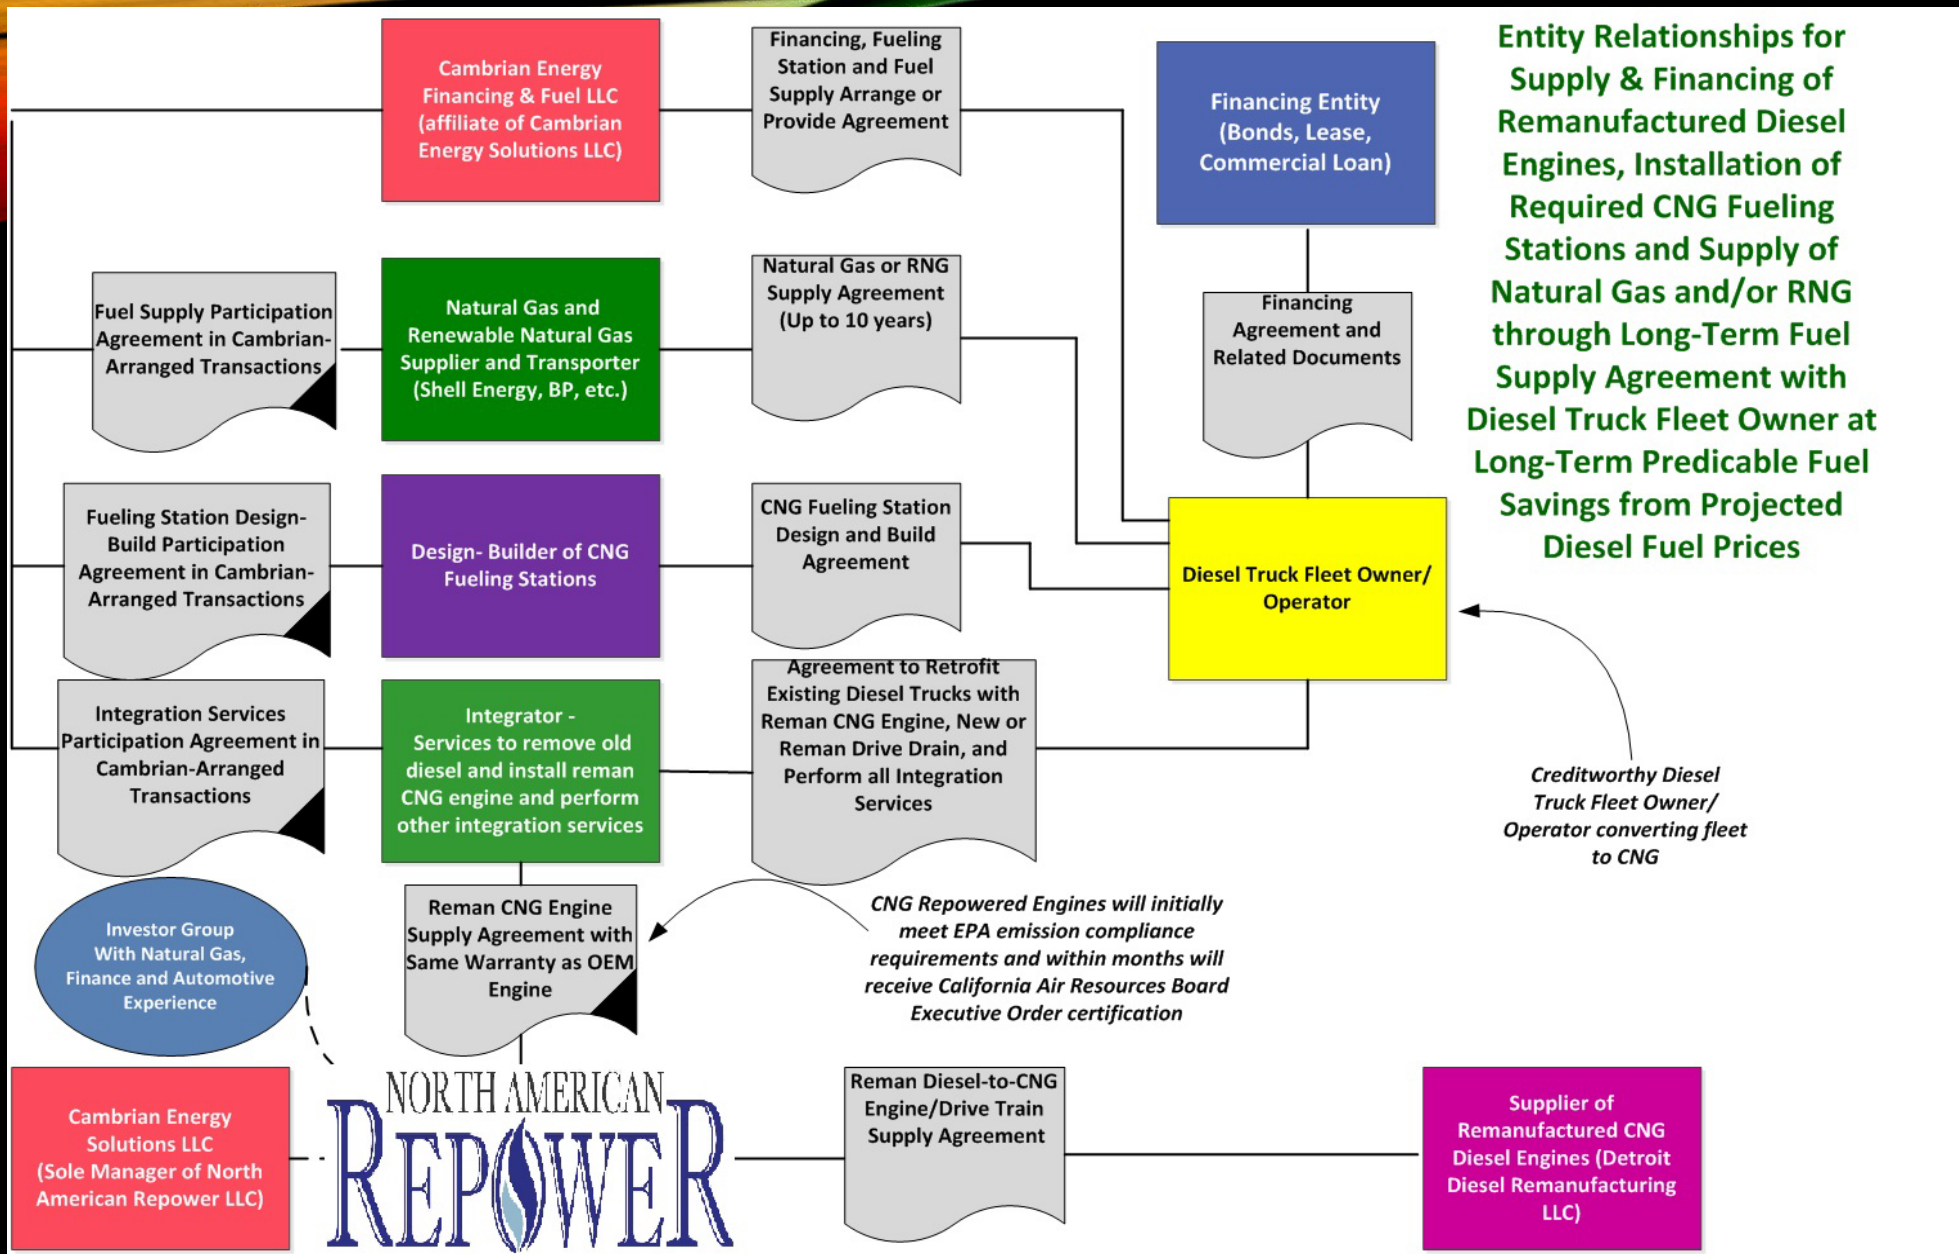 Cambrian Energy
Financing & Fuel LLC
(affiliate of Cambrian
Energy Solutions LLC)
Financing, Fueling
Station and Fuel
Supply Arrange or
Provide Agreement
Financing Entity
(Bonds, Lease,
Commercial Loan)
Entity Relationships for
Supply & Financing of
Remanufactured Diesel
Engines, Installation of
Required CNG Fueling
Stations and Supply of
Natural Gas and/or RNG
through Long-Term Fuel
Supply Agreement with
Diesel Truck Fleet Owner at
Long-Term Predicable Fuel
Savings from Projected
Diesel Fuel Prices
Fuel Supply Participation
Agreement in Cambrian-
Arranged Transactions
Natural Gas and
Renewable Natural Gas
Supplier and Transporter
(Shell Energy, BP, etc.)
Natural Gas or RNG
Supply Agreement
(Up to 10 years)
Financing
Agreement and
Related Documents
Fueling Station Design-
Build Participation
Agreement in Cambrian-
Arranged Transactions
Design- Builder of CNG
Fueling Stations
CNG Fueling Station
Design and Build
Agreement
Diesel Truck Fleet Owner/
Operator
Integration Services
Participation Agreement in
Cambrian-Arranged
Transactions
Integrator -
Services to remove old
diesel and install reman
CNG engine and perform
other integration services
Agreement to Retrofit
Existing Diesel Trucks with
Reman CNG Engine, New or
Reman Drive Drain, and
Perform all Integration
Services
Creditworthy Diesel
Truck Fleet Owner/
Operator converting fleet
to CNG
Investor Group
With Natural Gas,
Finance and Automotive
Experience
Reman CNG Engine
Supply Agreement with
Same Warranty as OEM
Engine
CNG Repowered Engines will initially
meet EPA emission compliance
requirements and within months will
receive California Air Resources Board
Executive Order certification
Cambrian Energy
Solutions LLC
(Sole Manager of North
American Repower LLC)
NORTH AMERICAN
REPOWER
Reman Diesel-to-CNG
Engine/Drive Train
Supply Agreement
Supplier of
Remanufactured CNG
Diesel Engines (Detroit
Diesel Remanufacturing
LLC)